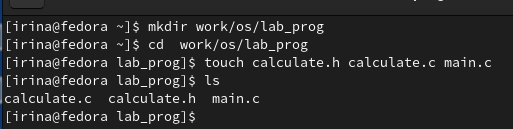 [irina@fedora ~]$ mkdir work/os/lab_prog
[irina@fedora ~]$ cd  work/os/lab_prog
[irina@fedora lab_prog]$ touch calculate.h calculate.c main.c
[irina@fedora lab_prog]$ ls
calculate.c  calculate.h  main.c
[irina@fedora lab_prog]$